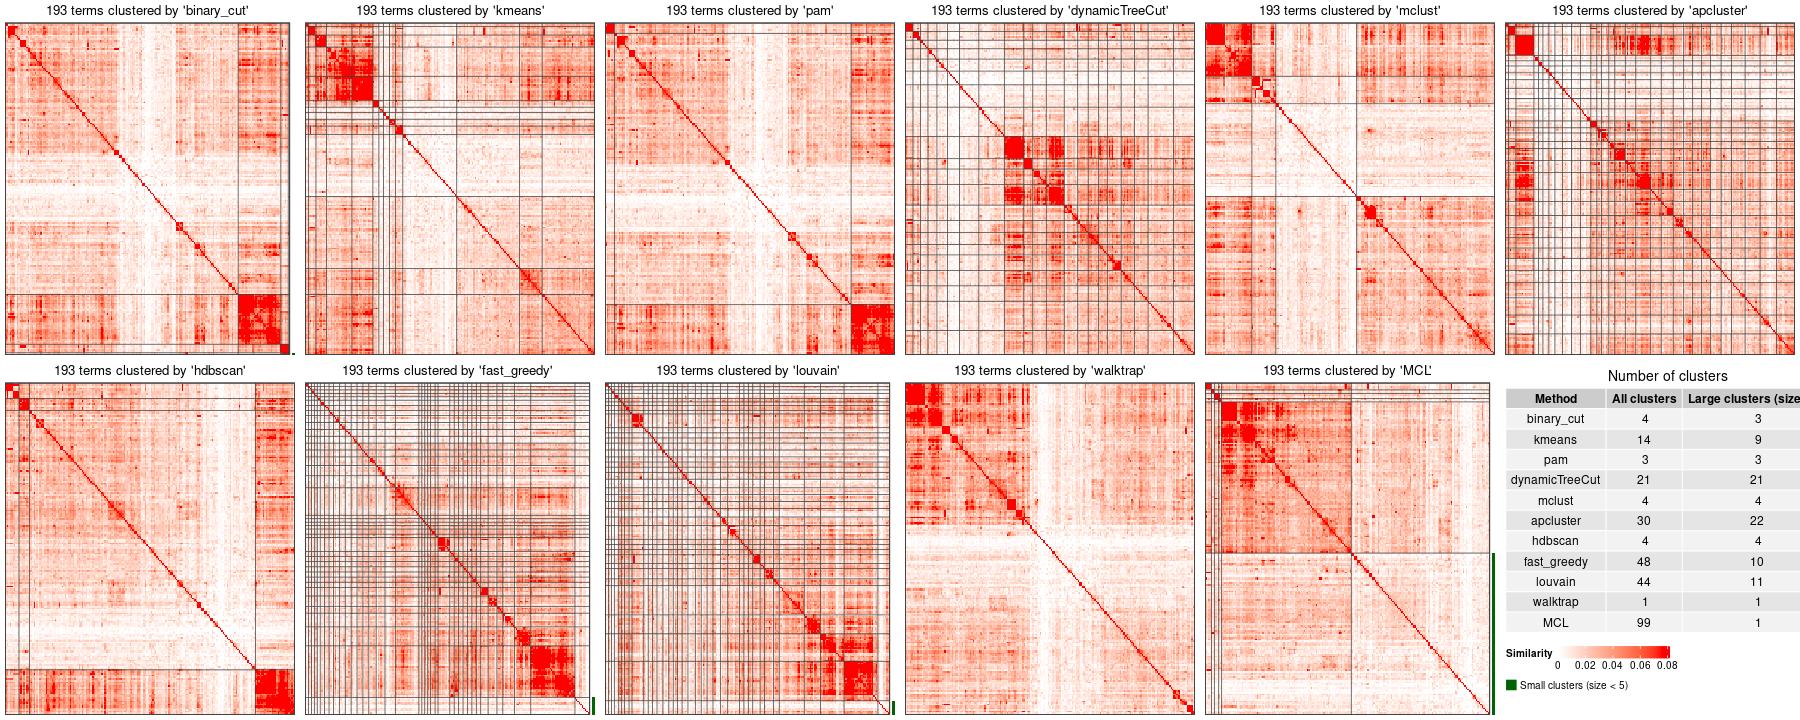 193 terms clustered by 'binary_cut'
193 terms clustered by 'kmeans'
193 terms clustered by 'pam'
193 terms clustered by 'dynamicTreeCut'
193 terms clustered by 'mclust'
193 terms clustered by 'apcluster'
193 terms clustered by 'hdbscan'
193 terms clustered by 'fast_greedy'
193 terms clustered by 'louvain'
193 terms clustered by 'walktrap'
193 terms clustered by 'MCL'
Number of clusters
Method All clusters Large clusters (size
binary_cut 4 3
kmeans 14 9
pam 3 3
dynamicTreeCut 21 21
mclust 4 4
apcluster 30 22
hdbscan 4 4
fast_greedy 48 10
louvain 44 11
walktrap 1 1
MCL 99 1
Similarity
0 0.02 0.04 0.06 0.08
Small clusters (size < 5)